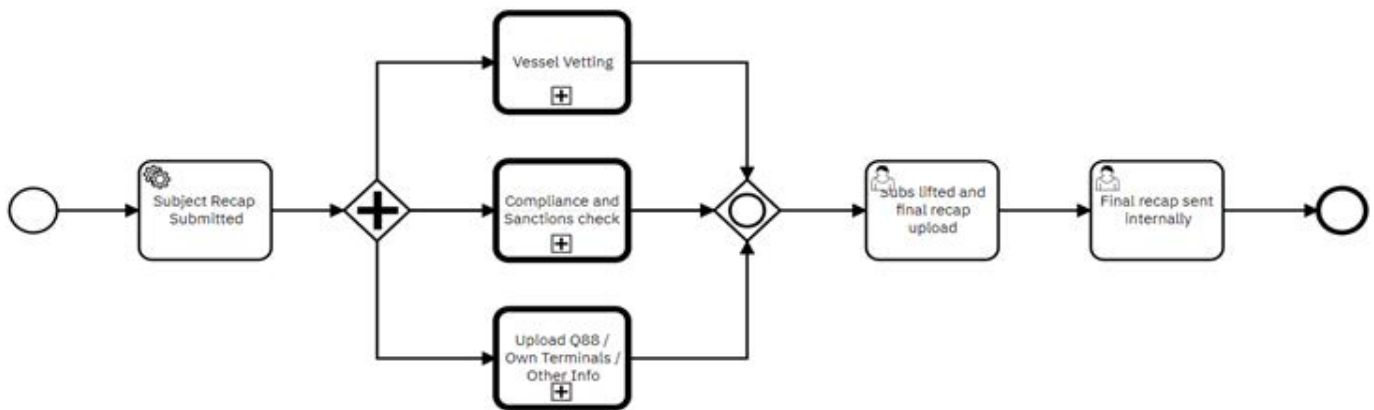 Vessel Vetting
Subject Recap
Submitted
Compliance and
Sanctions check
Subs lifted and
final recap
upload
Final recap sent
internally
Upload Q88 /
Own Terminals /
Other Info